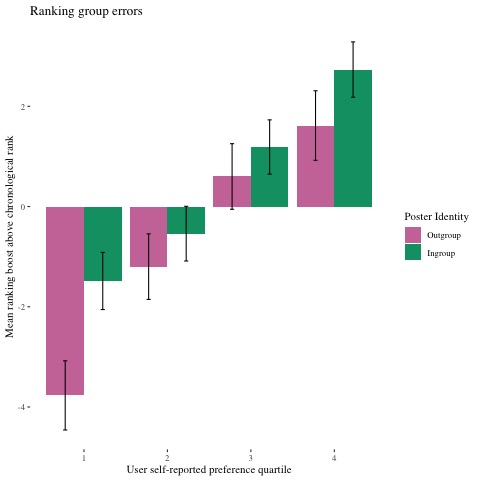 Ranking group errors
Mean ranking boost above chronological rank
2
0
-2
-4
1 2 3 4
User self-reported preference quartile
Poster Identity
Outgroup
Ingroup